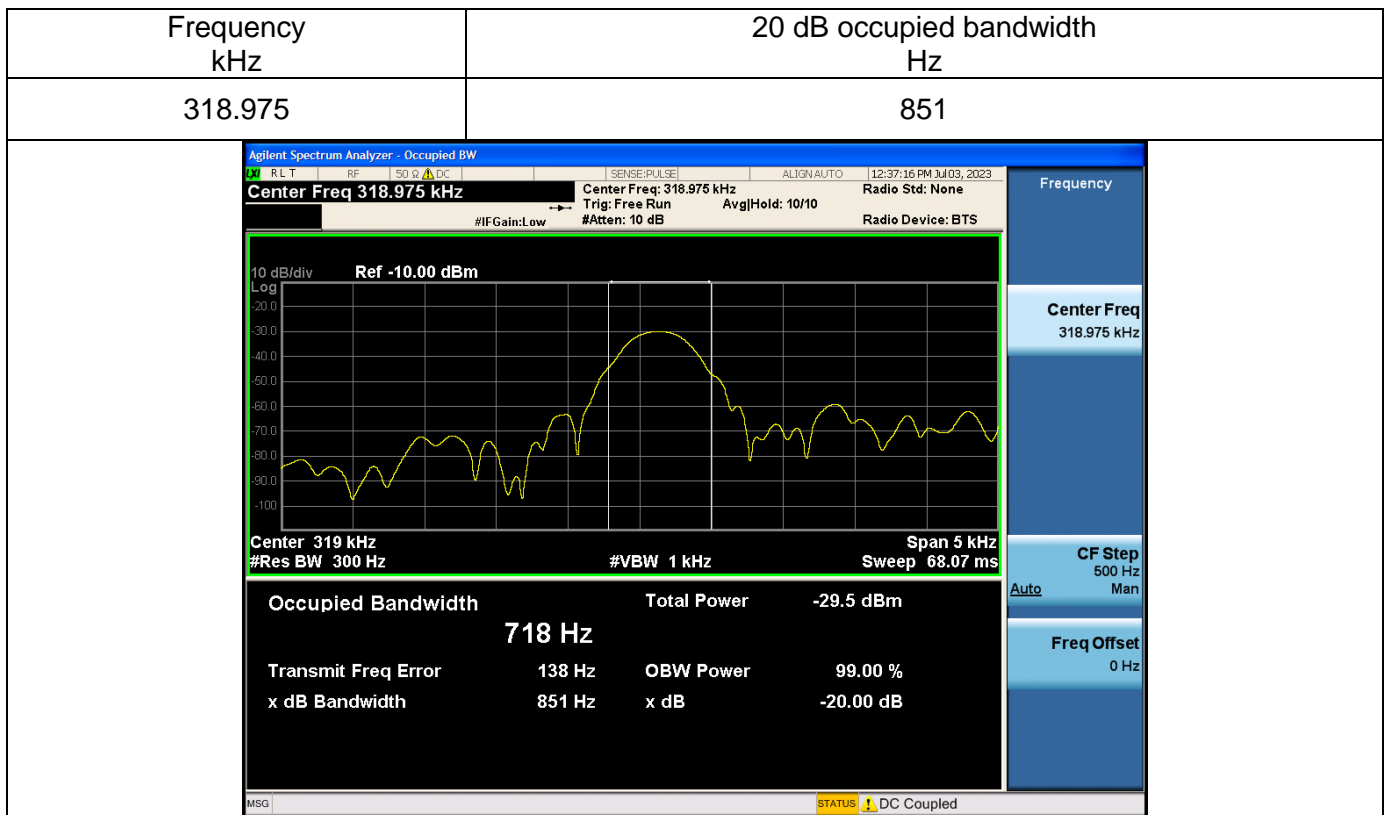 Frequency
kHz
20 dB occupied bandwidth
Hz
318.975
851
Agilent Spectrum Analyzer - Occupied BW
LXI RLT RF 50 Ω DC SENSE:PULSE ALIGN AUTO 12:37:16 PM Jul 03, 2023
Center Freq 318.975 kHz
Center Freq: 318.975 kHz
Radio Std: None
Trig: Free Run Avg|Hold: 10/10
#IFGain:Low #Atten: 10 dB Radio Device: BTS
10 dB/div Ref -10.00 dBm
Log
-20.0
-30.0
-40.0
-50.0
-60.0
-70.0
-80.0
-90.0
-100
Center 319 kHz Span 5 kHz
#Res BW 300 Hz #VBW 1 kHz Sweep 68.07 ms
Occupied Bandwidth Total Power -29.5 dBm
718 Hz
Transmit Freq Error 138 Hz OBW Power 99.00 %
x dB Bandwidth 851 Hz x dB -20.00 dB
MSG STATUS DC Coupled
Frequency
Center Freq
318.975 kHz
CF Step
500 Hz
Auto Man
Freq Offset
0 Hz